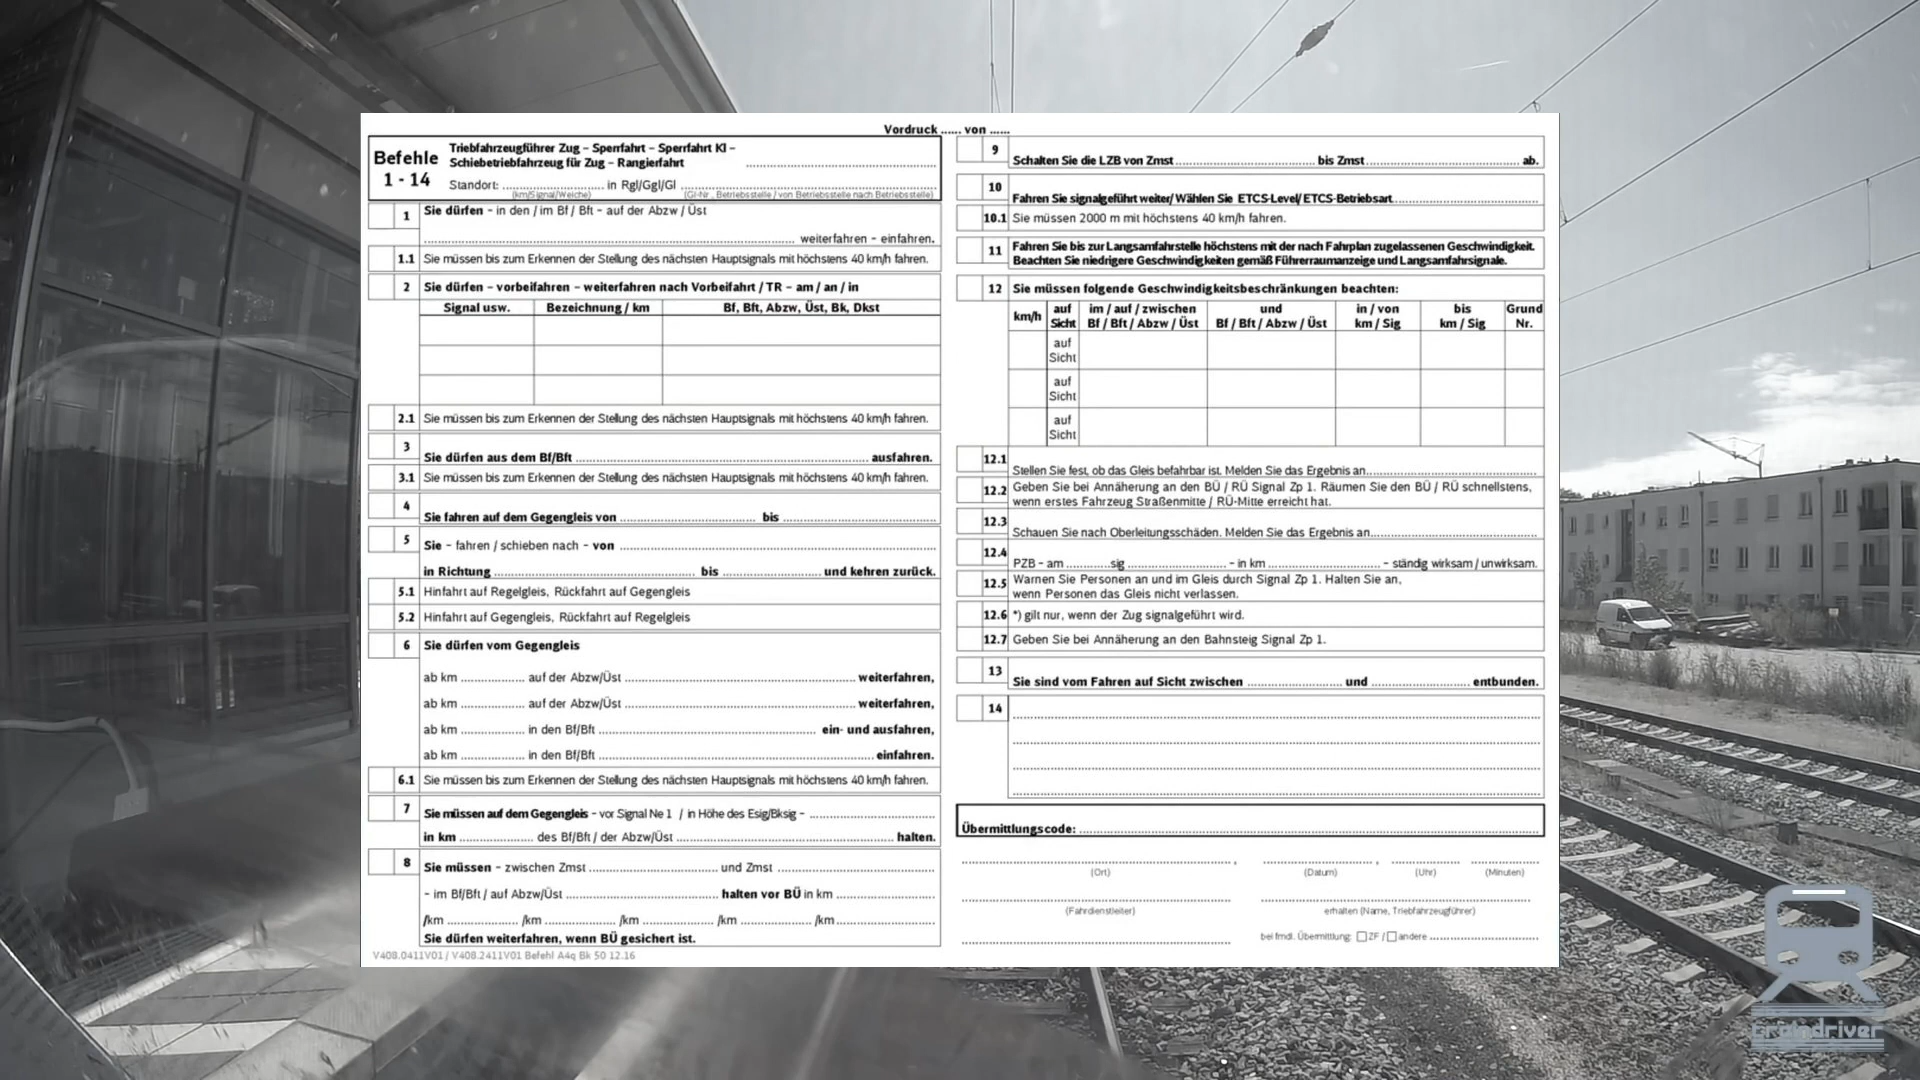 Vordruck ...... von ......
Befehle
1 - 14
Triebfahrzeugführer Zug – Sperrfahrt – Sperrfahrt Kl –
Schiebetriebfahrzeug für Zug – Rangierfahrt
Standort: .................. in Rgl/Ggl/Gl ..................
(km/Signal/Weiche) (Gl-Nr., Betriebsstelle / von Betriebsstelle nach Betriebsstelle)
1 Sie dürfen – in den / im Bf / Bft – auf der Abzw / Üst
.................. weiterfahren – einfahren.
1.1 Sie müssen bis zum Erkennen der Stellung des nächsten Hauptsignals mit höchstens 40 km/h fahren.
2 Sie dürfen – vorbeifahren – weiterfahren nach Vorbeifahrt / TR – am / an / in
Signal usw. Bezeichnung / km Bf, Bft, Abzw, Üst, Bk, Dkst
2.1 Sie müssen bis zum Erkennen der Stellung des nächsten Hauptsignals mit höchstens 40 km/h fahren.
3 Sie dürfen aus dem Bf/Bft .................. ausfahren.
3.1 Sie müssen bis zum Erkennen der Stellung des nächsten Hauptsignals mit höchstens 40 km/h fahren.
4 Sie fahren auf dem Gegengleis von .................. bis ..................
5 Sie – fahren / schieben nach – von ..................
in Richtung .................. bis .................. und kehren zurück.
5.1 Hinfahrt auf Regelgleis, Rückfahrt auf Gegengleis
5.2 Hinfahrt auf Gegengleis, Rückfahrt auf Regelgleis
6 Sie dürfen vom Gegengleis
ab km .................. auf der Abzw/Üst .................. weiterfahren,
ab km .................. auf der Abzw/Üst .................. weiterfahren,
ab km .................. in den Bf/Bft .................. ein- und ausfahren,
ab km .................. in den Bf/Bft .................. einfahren.
6.1 Sie müssen bis zum Erkennen der Stellung des nächsten Hauptsignals mit höchstens 40 km/h fahren.
7 Sie müssen auf dem Gegengleis – vor Signal Ne 1 / in Höhe des Esig/Bksig – ..................
in km .................. des Bf/Bft / der Abzw/Üst .................. halten.
8 Sie müssen – zwischen Zmst .................. und Zmst ..................
– im Bf/Bft / auf Abzw/Üst .................. halten vor BÜ in km ..................
/km .................. /km .................. /km .................. /km .................. /km ..................
Sie dürfen weiterfahren, wenn BÜ gesichert ist.
V408.0411V01 / V408.2411V01 Befehl A4q Bk 50 12.16
9 Schalten Sie die LZB von Zmst .................. bis Zmst .................. ab.
10 Fahren Sie signalgeführt weiter/ Wählen Sie ETCS-Level/ ETCS-Betriebsart ..................
10.1 Sie müssen 2000 m mit höchstens 40 km/h fahren.
11 Fahren Sie bis zur Langsamfahrstelle höchstens mit der nach Fahrplan zugelassenen Geschwindigkeit.
Beachten Sie niedrigere Geschwindigkeiten gemäß Führerraumanzeige und Langsamfahrsignale.
12 Sie müssen folgende Geschwindigkeitsbeschränkungen beachten:
km/h auf Sicht im / auf / zwischen Bf / Bft / Abzw / Üst und Bf / Bft / Abzw / Üst in / von km / Sig bis km / Sig Grund Nr.
auf
Sicht
auf
Sicht
auf
Sicht
12.1 Stellen Sie fest, ob das Gleis befahrbar ist. Melden Sie das Ergebnis an ..................
12.2 Geben Sie bei Annäherung an den BÜ / RÜ Signal Zp 1. Räumen Sie den BÜ / RÜ schnellstens,
wenn erstes Fahrzeug Straßenmitte / RÜ-Mitte erreicht hat.
12.3 Schauen Sie nach Oberleitungsschäden. Melden Sie das Ergebnis an ..................
12.4 PZB – am ..................sig .................. – in km .................. – ständig wirksam / unwirksam.
12.5 Warnen Sie Personen an und im Gleis durch Signal Zp 1. Halten Sie an,
wenn Personen das Gleis nicht verlassen.
12.6 *) gilt nur, wenn der Zug signalgeführt wird.
12.7 Geben Sie bei Annäherung an den Bahnsteig Signal Zp 1.
13 Sie sind vom Fahren auf Sicht zwischen .................. und .................. entbunden.
14
Übermittlungscode: ..................
(Ort) , (Datum) , (Uhr) (Minuten)
(Fahrdienstleiter) erhalten (Name, Triebfahrzeugführer)
bei fmdl. Übermittlung: ☐ ZF / ☐ andere ..................